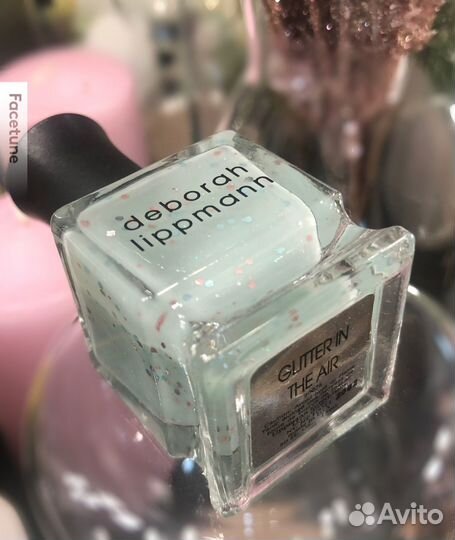 Facetune
deborah
lippmann
GLITTER IN
THE AIR
Avito